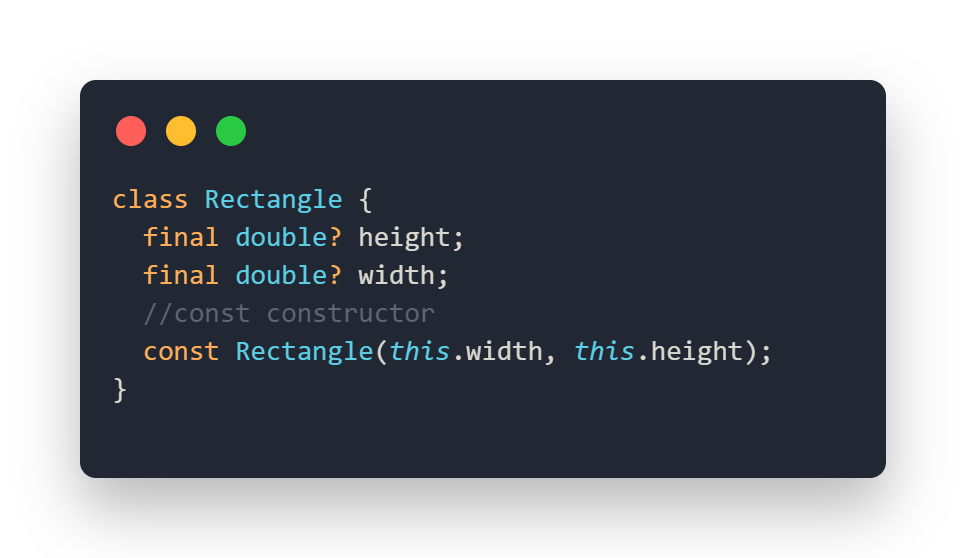 class Rectangle {
  final double? height;
  final double? width;
  //const constructor
  const Rectangle(this.width, this.height);
}